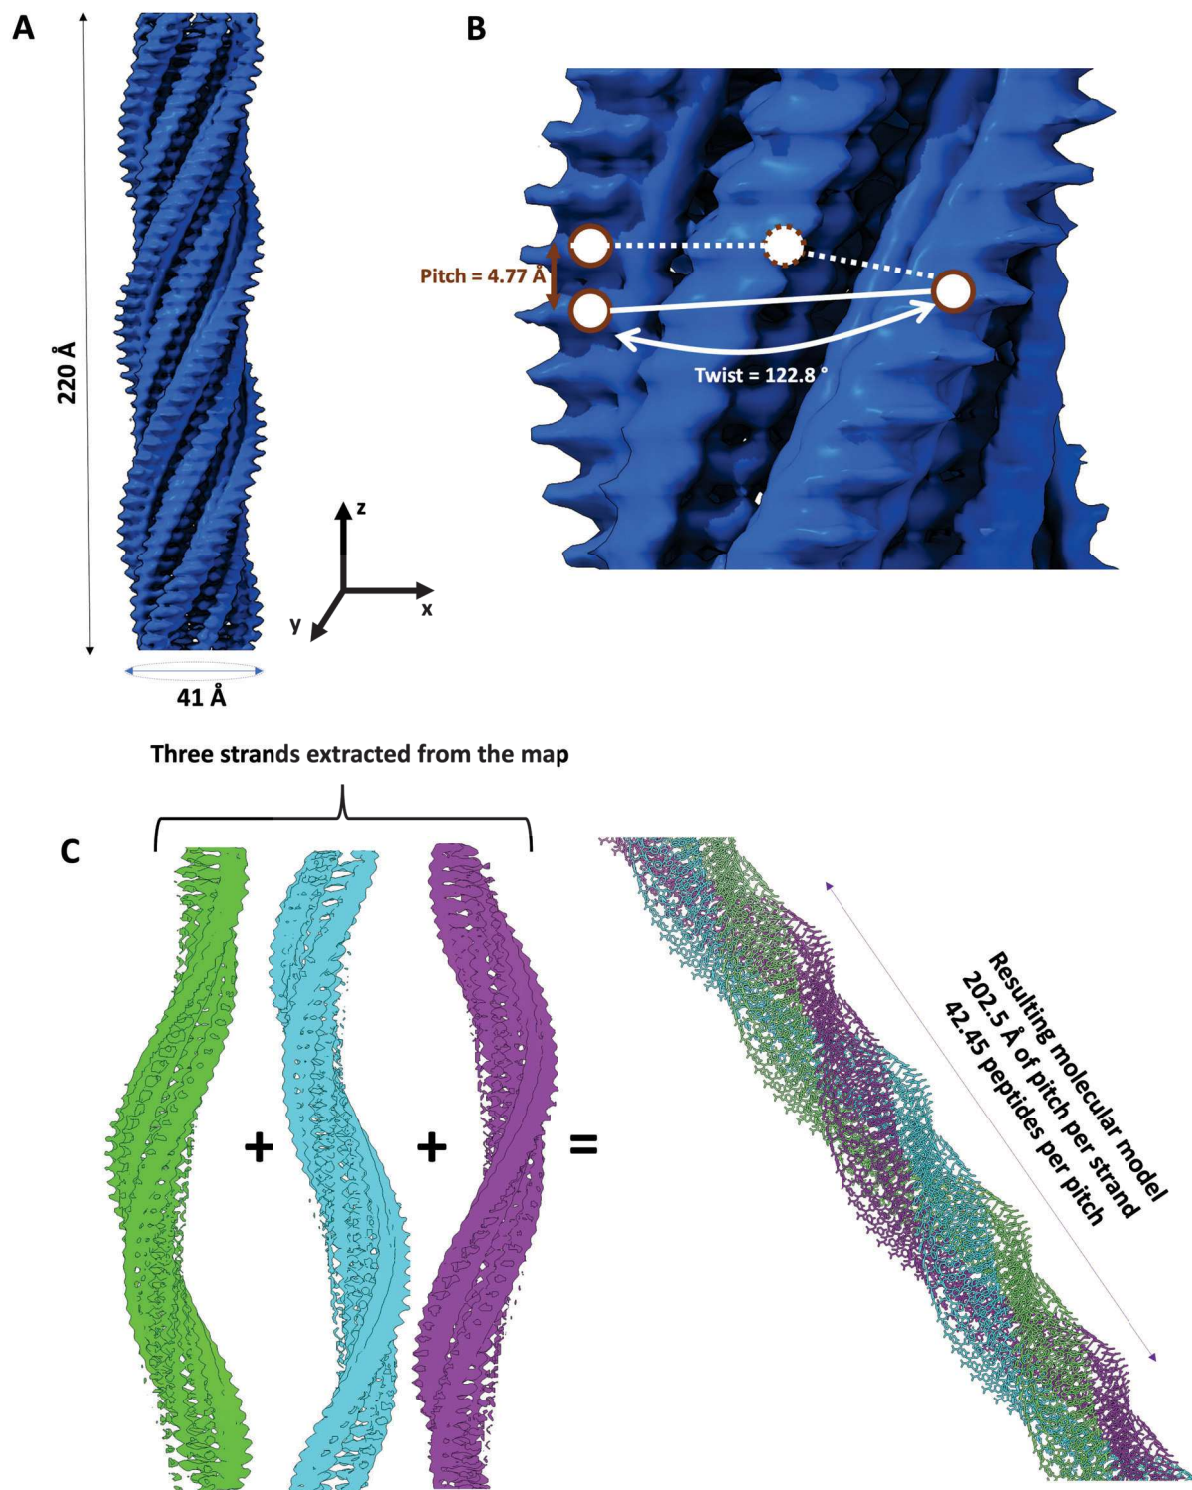 A
B
220 Å
41 Å
z
x
y
Pitch = 4.77 Å
Twist = 122.8 °
Three strands extracted from the map
C
+
+
=
Resulting molecular model
202.5 Å of pitch per strand
42.45 peptides per pitch